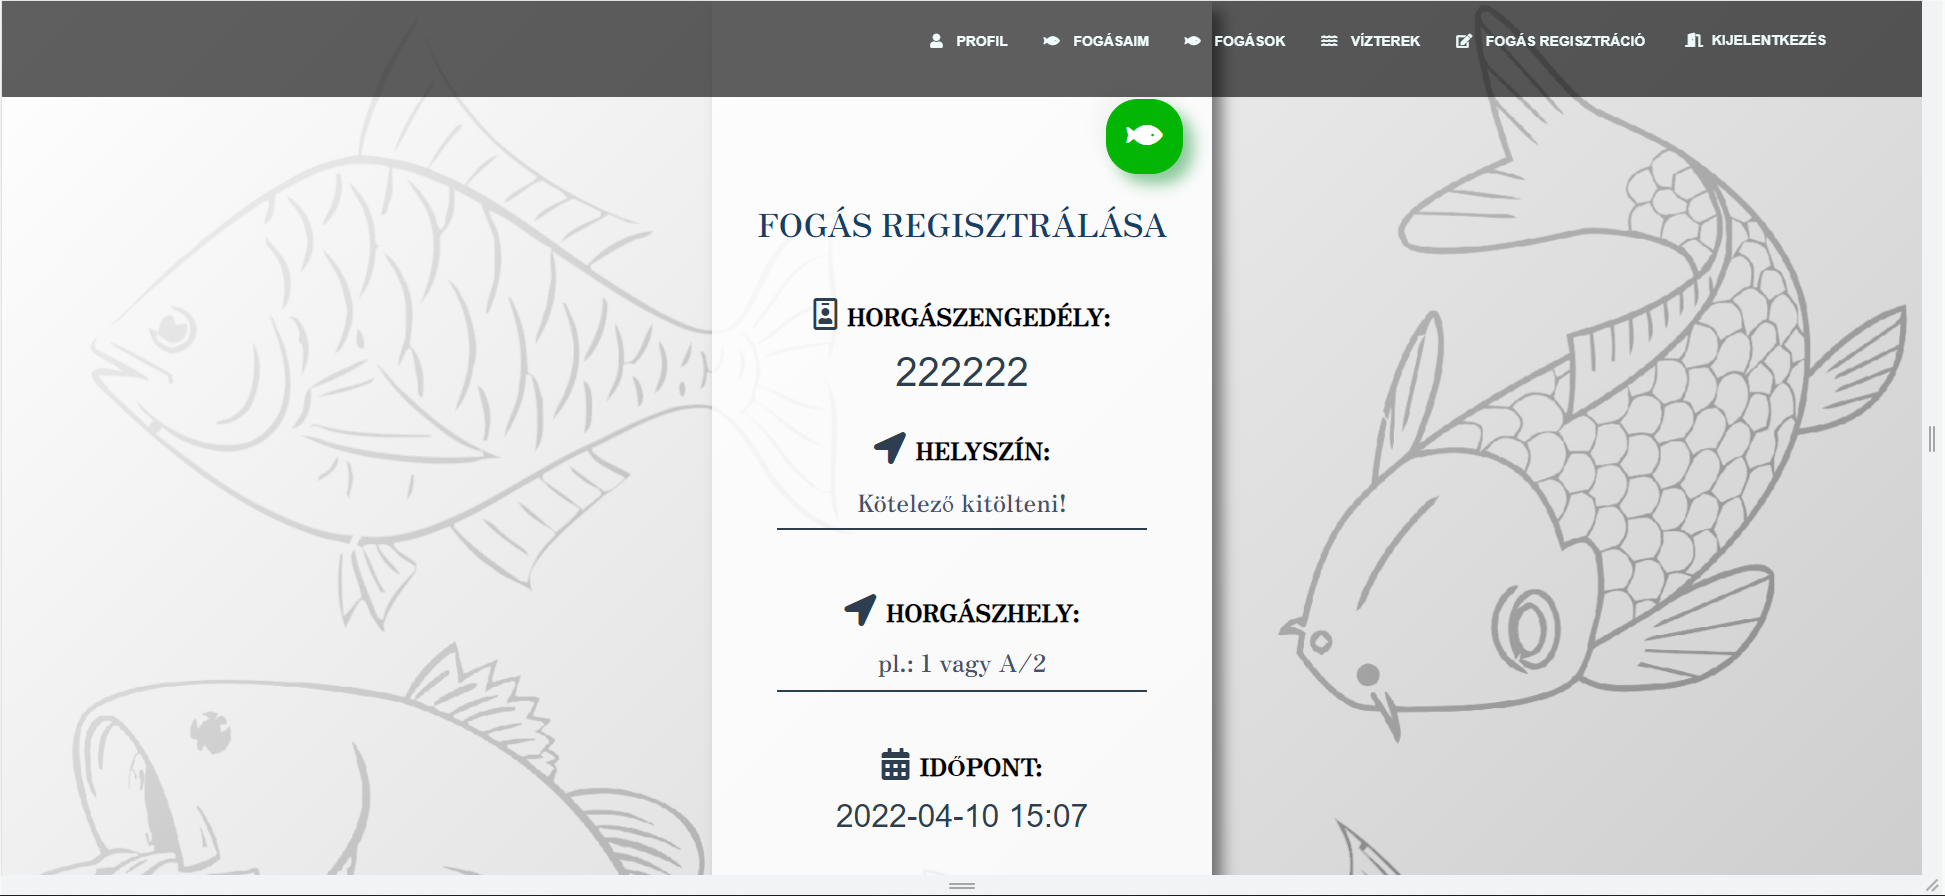 PROFIL FOGÁSAIM FOGÁSOK VÍZTEREK FOGÁS REGISZTRÁCIÓ KIJELENTKEZÉS
FOGÁS REGISZTRÁLÁSA
HORGÁSZENGEDÉLY:
222222
HELYSZÍN:
Kötelező kitölteni!
HORGÁSZHELY:
pl.: 1 vagy A/2
IDŐPONT:
2022-04-10 15:07